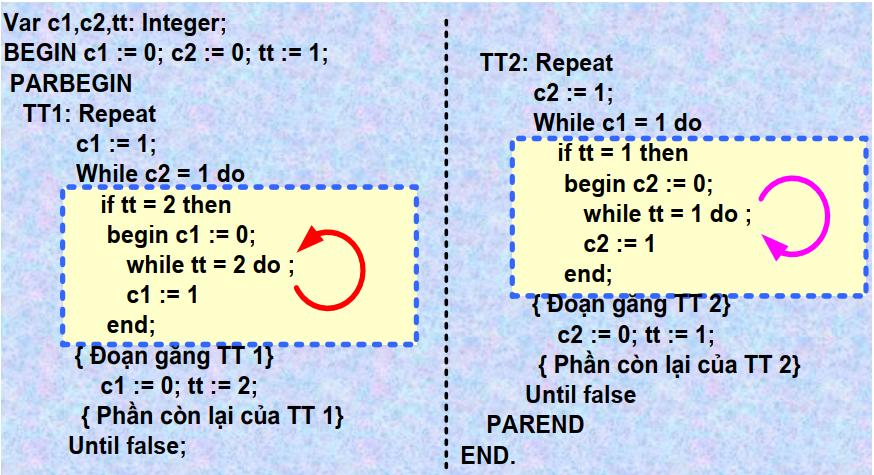 Var c1,c2,tt: Integer;
BEGIN c1 := 0; c2 := 0; tt := 1;
PARBEGIN
TT1: Repeat
c1 := 1;
While c2 = 1 do
if tt = 2 then
begin c1 := 0;
while tt = 2 do ;
c1 := 1
end;
{ Đoạn găng TT 1}
c1 := 0; tt := 2;
{ Phần còn lại của TT 1}
Until false;
TT2: Repeat
c2 := 1;
While c1 = 1 do
if tt = 1 then
begin c2 := 0;
while tt = 1 do ;
c2 := 1
end;
{ Đoạn găng TT 2}
c2 := 0; tt := 1;
{ Phần còn lại của TT 2}
Until false
PAREND
END.